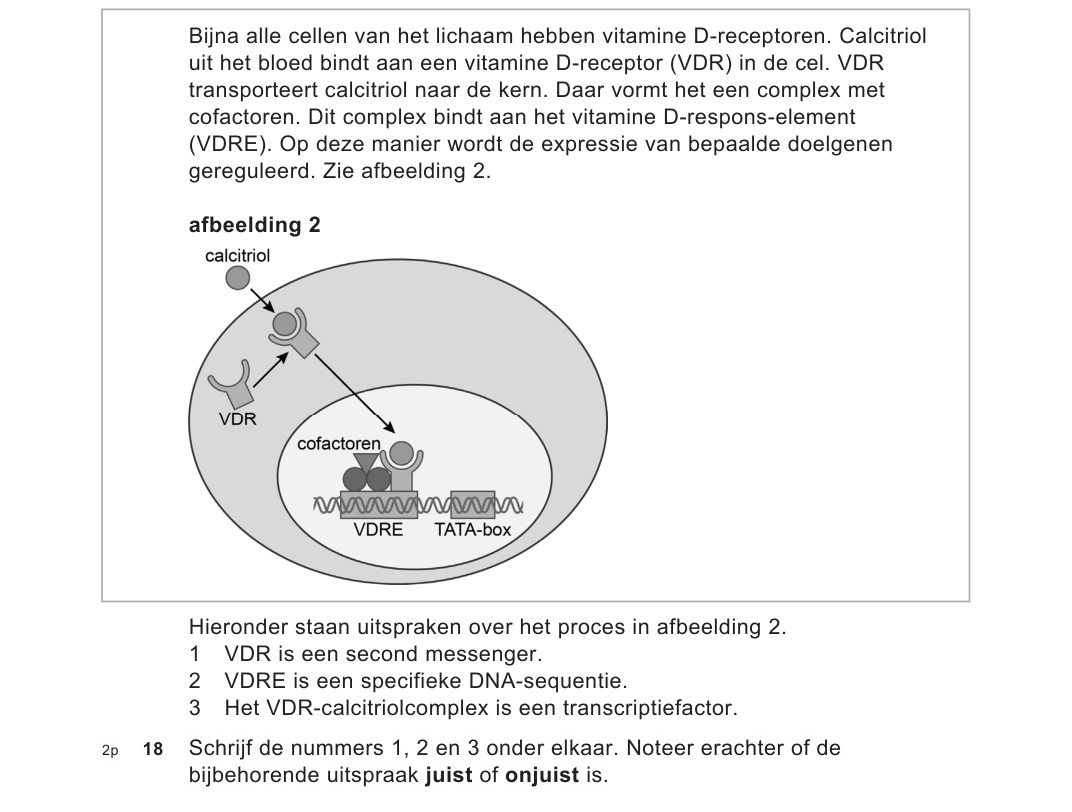 Bijna alle cellen van het lichaam hebben vitamine D-receptoren. Calcitriol
uit het bloed bindt aan een vitamine D-receptor (VDR) in de cel. VDR
transporteert calcitriol naar de kern. Daar vormt het een complex met
cofactoren. Dit complex bindt aan het vitamine D-respons-element
(VDRE). Op deze manier wordt de expressie van bepaalde doelgenen
gereguleerd. Zie afbeelding 2.
afbeelding 2
calcitriol
VDR
cofactoren
VDRE
TATA-box
Hieronder staan uitspraken over het proces in afbeelding 2.
1 VDR is een second messenger.
2 VDRE is een specifieke DNA-sequentie.
3 Het VDR-calcitriolcomplex is een transcriptiefactor.
2p 18 Schrijf de nummers 1, 2 en 3 onder elkaar. Noteer erachter of de
bijbehorende uitspraak juist of onjuist is.